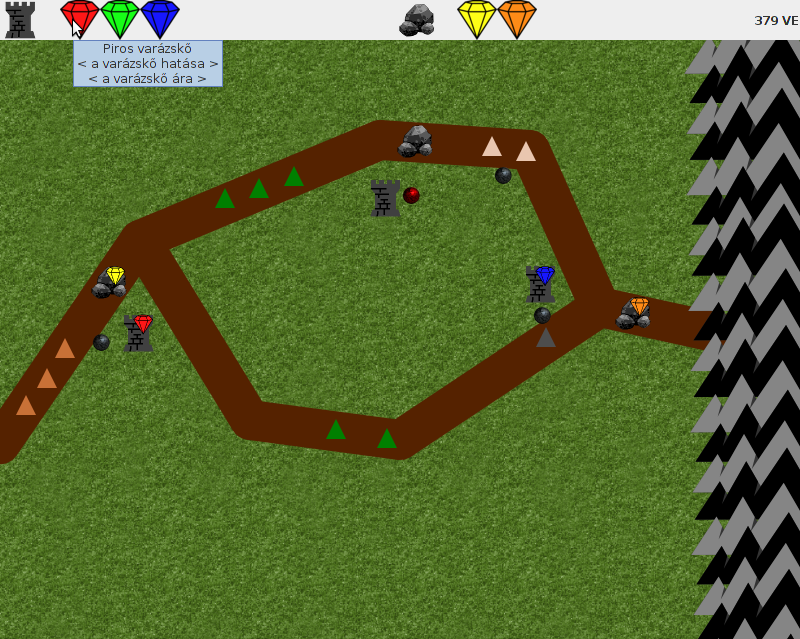 379 VE
Piros varázskő
< a varázskő hatása >
< a varázskő ára >